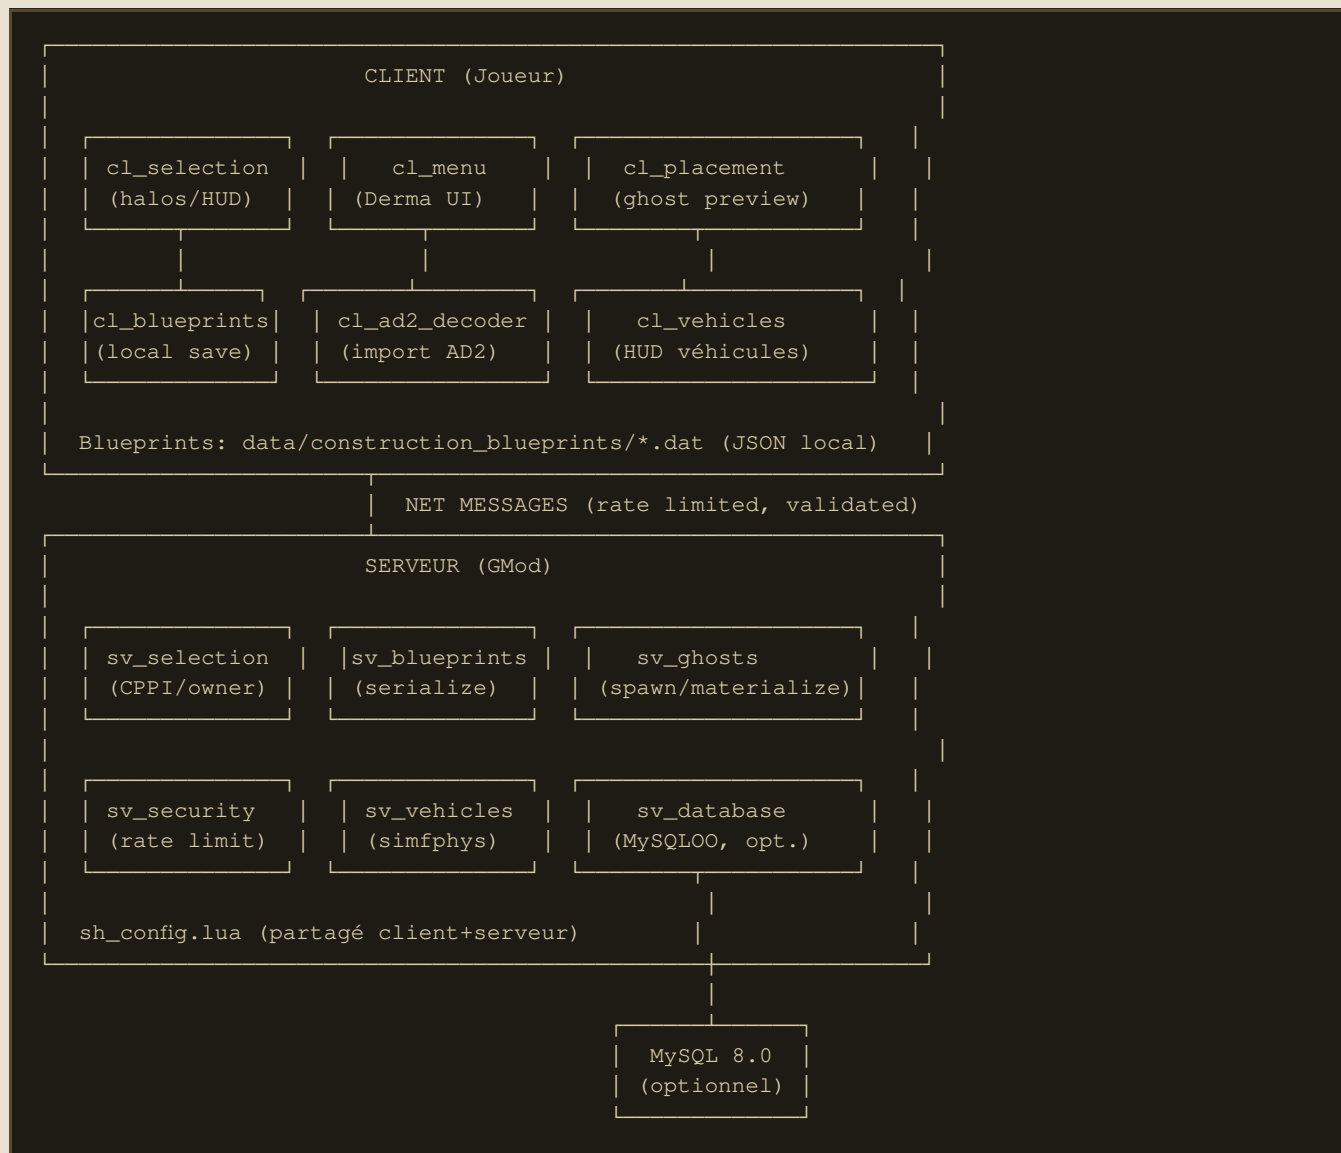 CLIENT (Joueur)
cl_selection cl_menu cl_placement
(halos/HUD) (Derma UI) (ghost preview)
cl_blueprints cl_ad2_decoder cl_vehicles
(local save) (import AD2) (HUD véhicules)
Blueprints: data/construction_blueprints/*.dat (JSON local)
NET MESSAGES (rate limited, validated)
SERVEUR (GMod)
sv_selection sv_blueprints sv_ghosts
(CPPI/owner) (serialize) (spawn/materialize)
sv_security sv_vehicles sv_database
(rate limit) (simfphys) (MySQLOO, opt.)
sh_config.lua (partagé client+serveur)
MySQL 8.0
(optionnel)